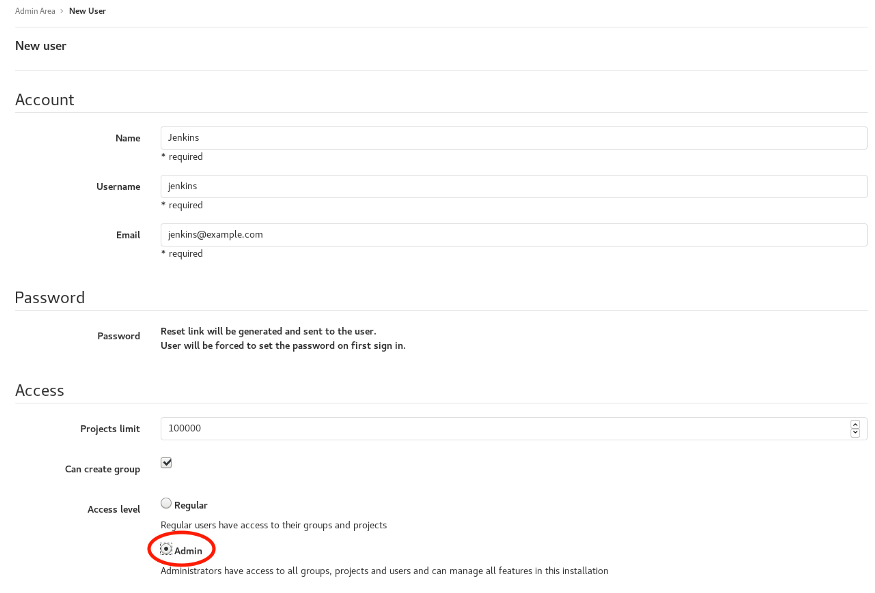 Admin Area > New User
New user
Account
Name
Jenkins
* required
Username
jenkins
* required
Email
jenkins@example.com
* required
Password
Password
Reset link will be generated and sent to the user.
User will be forced to set the password on first sign in.
Access
Projects limit
100000
Can create group
Access level
Regular
Regular users have access to their groups and projects
Admin
Administrators have access to all groups, projects and users and can manage all features in this installation